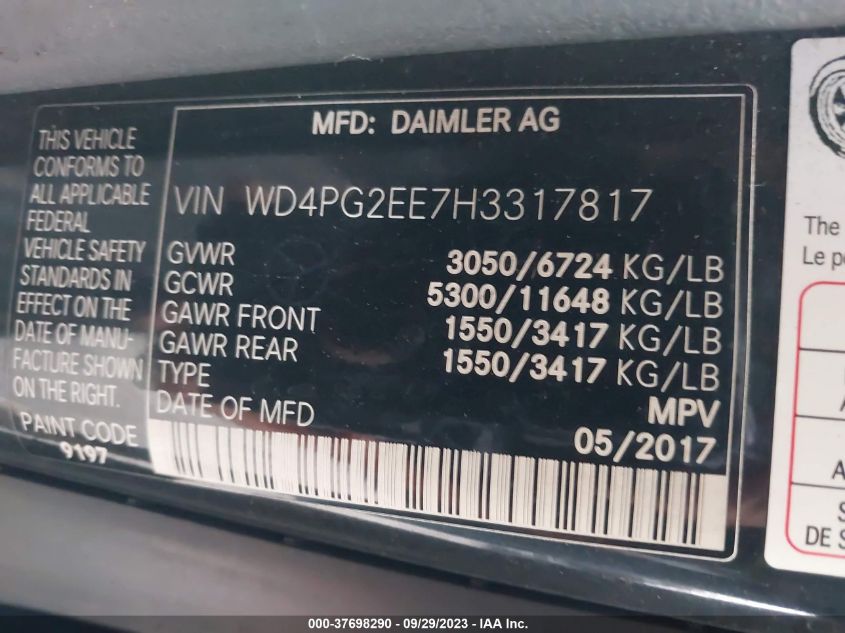 MFD: DAIMLER AG
THIS VEHICLE
CONFORMS TO
ALL APPLICABLE
FEDERAL
VEHICLE SAFETY
STANDARDS IN
EFFECT ON THE
DATE OF MANU-
FACTURE SHOWN
ON THE RIGHT.
PAINT CODE
9197
VIN WD4PG2EE7H3317817
GVWR 3050/6724 KG/LB
GCWR 5300/11648 KG/LB
GAWR FRONT 1550/3417 KG/LB
GAWR REAR 1550/3417 KG/LB
TYPE MPV
DATE OF MFD 05/2017
The
Le
A
A
S
DE S
000-37698290 - 09/29/2023 - IAA Inc.